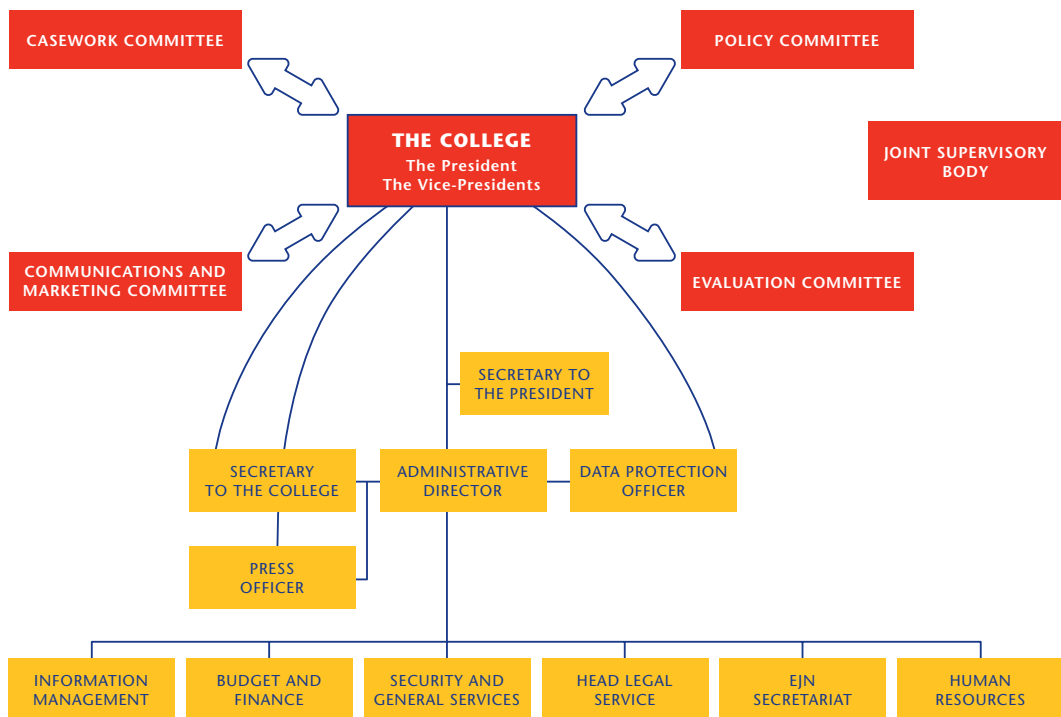 CASEWORK COMMITTEE
POLICY COMMITTEE
THE COLLEGE
The President
The Vice-Presidents
JOINT SUPERVISORY
BODY
COMMUNICATIONS AND
MARKETING COMMITTEE
EVALUATION COMMITTEE
SECRETARY TO
THE PRESIDENT
SECRETARY
TO THE COLLEGE
ADMINISTRATIVE
DIRECTOR
DATA PROTECTION
OFFICER
PRESS
OFFICER
INFORMATION
MANAGEMENT
BUDGET AND
FINANCE
SECURITY AND
GENERAL SERVICES
HEAD LEGAL
SERVICE
EJN
SECRETARIAT
HUMAN
RESOURCES